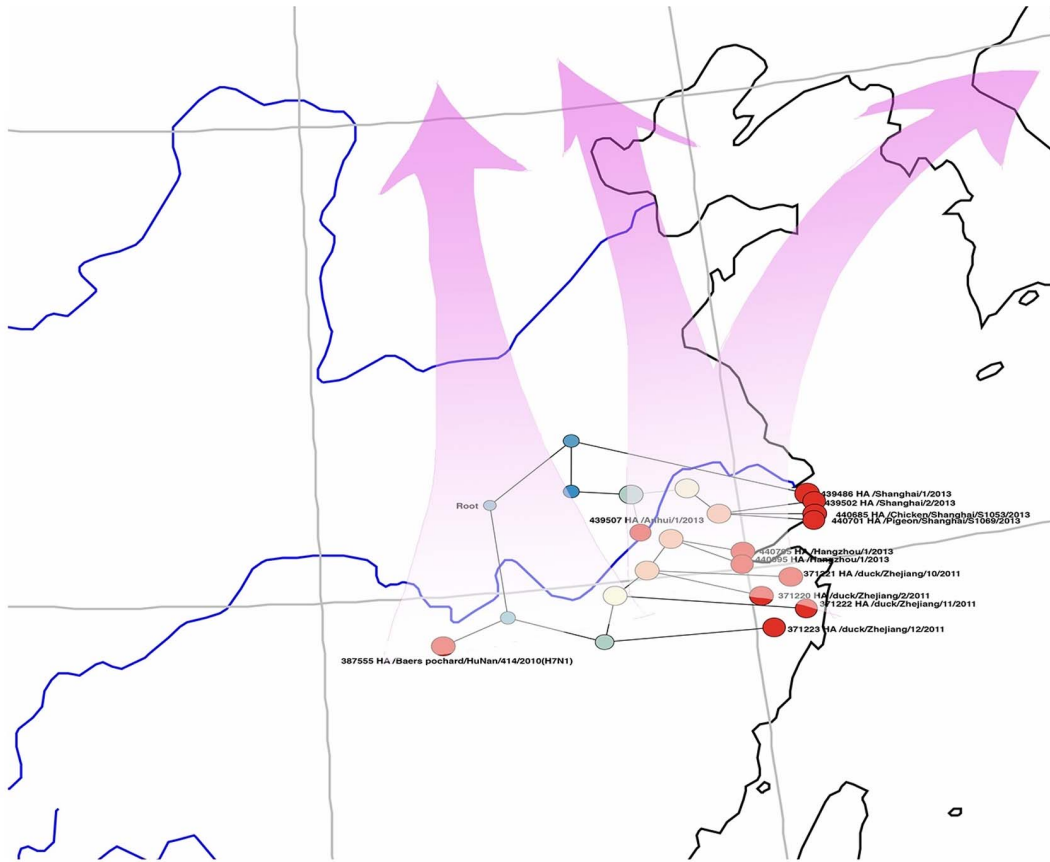 439486 HA /Shanghai/1/2013
439502 HA /Shanghai/2/2013
Root
440685 HA /Chicken/Shanghai/S1053/2013
440701 HA /Pigeon/Shanghai/S1069/2013
439507 HA /Anhui/1/2013
HA /Hangzhou/1/2013
HA /Hangzhou/1/2013
371221 HA /duck/Zhejiang/10/2011
371220 HA /duck/Zhejiang/2/2011
371222 HA /duck/Zhejiang/11/2011
371223 HA /duck/Zhejiang/12/2011
387555 HA /Baers pochard/HuNan/414/2010(H7N1)